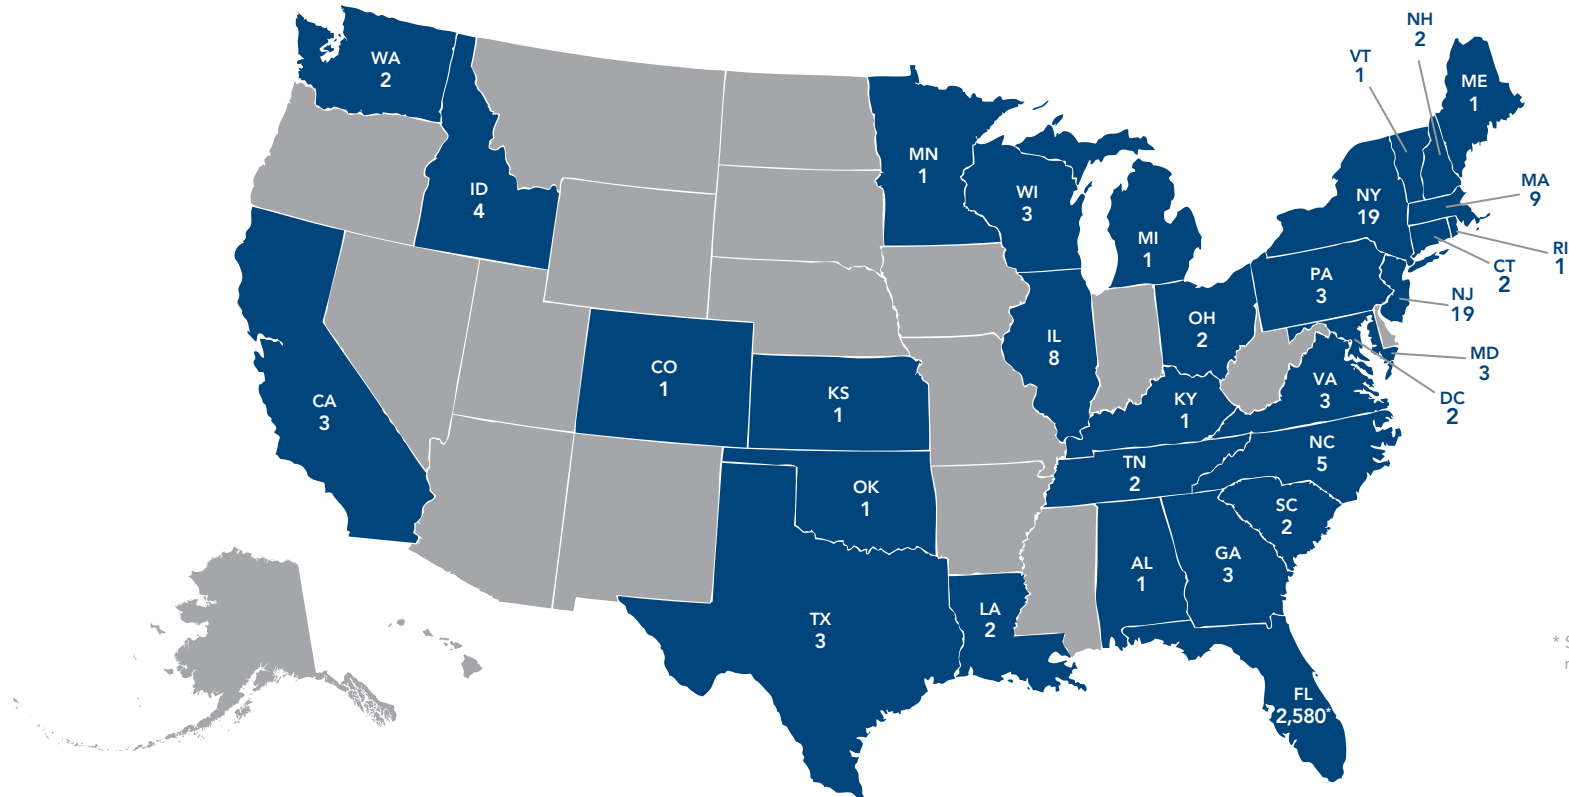 NH
2
VT
1
ME
1
WA
2
MN
1
MA
9
ID
4
WI
3
NY
19
MI
1
RI
1
CT
2
PA
3
NJ
19
OH
2
IL
8
MD
3
CO
1
VA
3
DC
2
KS
1
KY
1
CA
3
NC
5
TN
2
OK
1
SC
2
GA
3
AL
1
LA
2
TX
3
FL
2,580*
*